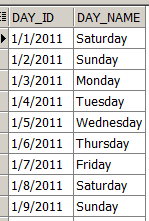 DAY_ID DAY_NAME
1/1/2011 Saturday
1/2/2011 Sunday
1/3/2011 Monday
1/4/2011 Tuesday
1/5/2011 Wednesday
1/6/2011 Thursday
1/7/2011 Friday
1/8/2011 Saturday
1/9/2011 Sunday